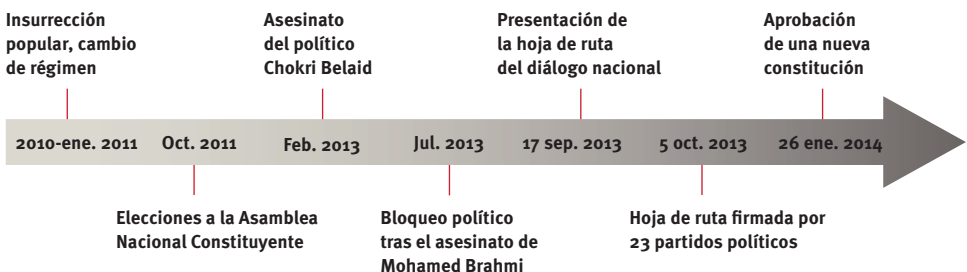 Insurrección
popular, cambio
de régimen
Asesinato
del político
Chokri Belaid
Presentación de
la hoja de ruta
del diálogo nacional
Aprobación
de una nueva
constitución
2010-ene. 2011
Oct. 2011
Feb. 2013
Jul. 2013
17 sep. 2013
5 oct. 2013
26 ene. 2014
Elecciones a la Asamblea
Nacional Constituyente
Bloqueo político
tras el asesinato de
Mohamed Brahmi
Hoja de ruta firmada por
23 partidos políticos